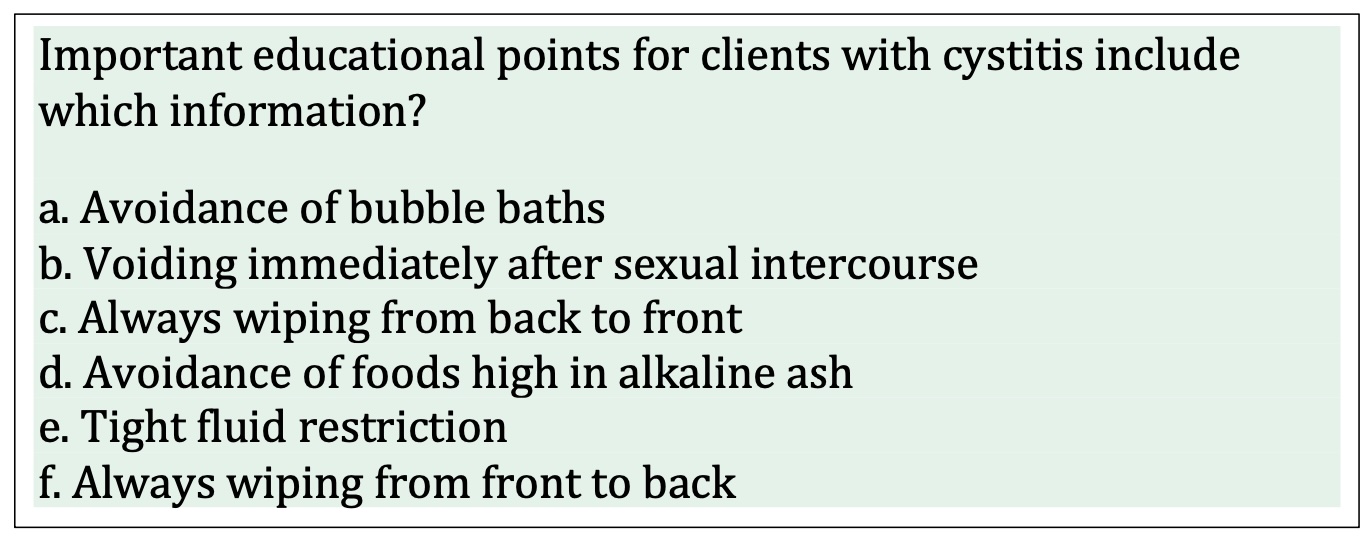 Important educational points for clients with cystitis include
which information?
a. Avoidance of bubble baths
b. Voiding immediately after sexual intercourse
c. Always wiping from back to front
d. Avoidance of foods high in alkaline ash
e. Tight fluid restriction
f. Always wiping from front to back